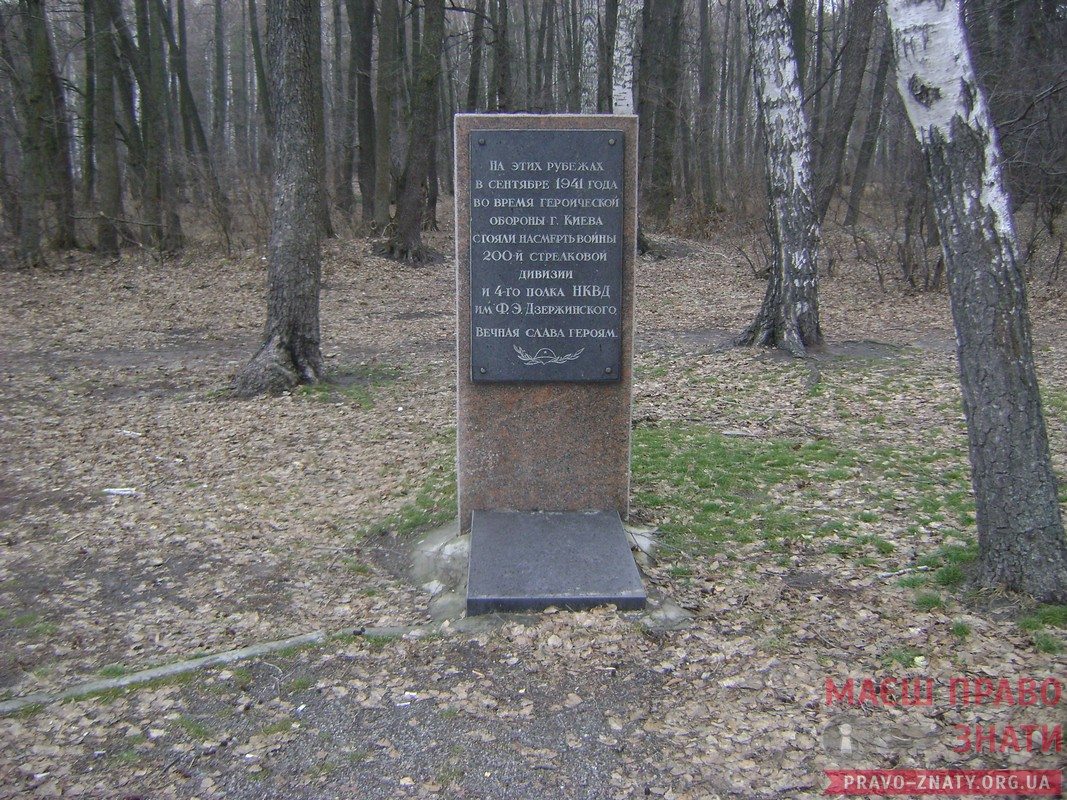 На этих рубежах
в сентябре 1941 года
во время героической
обороны г. Киева
стояли насмерть воины
200-й стрелковой
дивизии
и 4-го полка НКВД
им. Ф. Э. Дзержинского.
Вечная слава героям.
МАЄШ ПРАВО
ЗНАТИ
PRAVO-ZNATY.ORG.UA